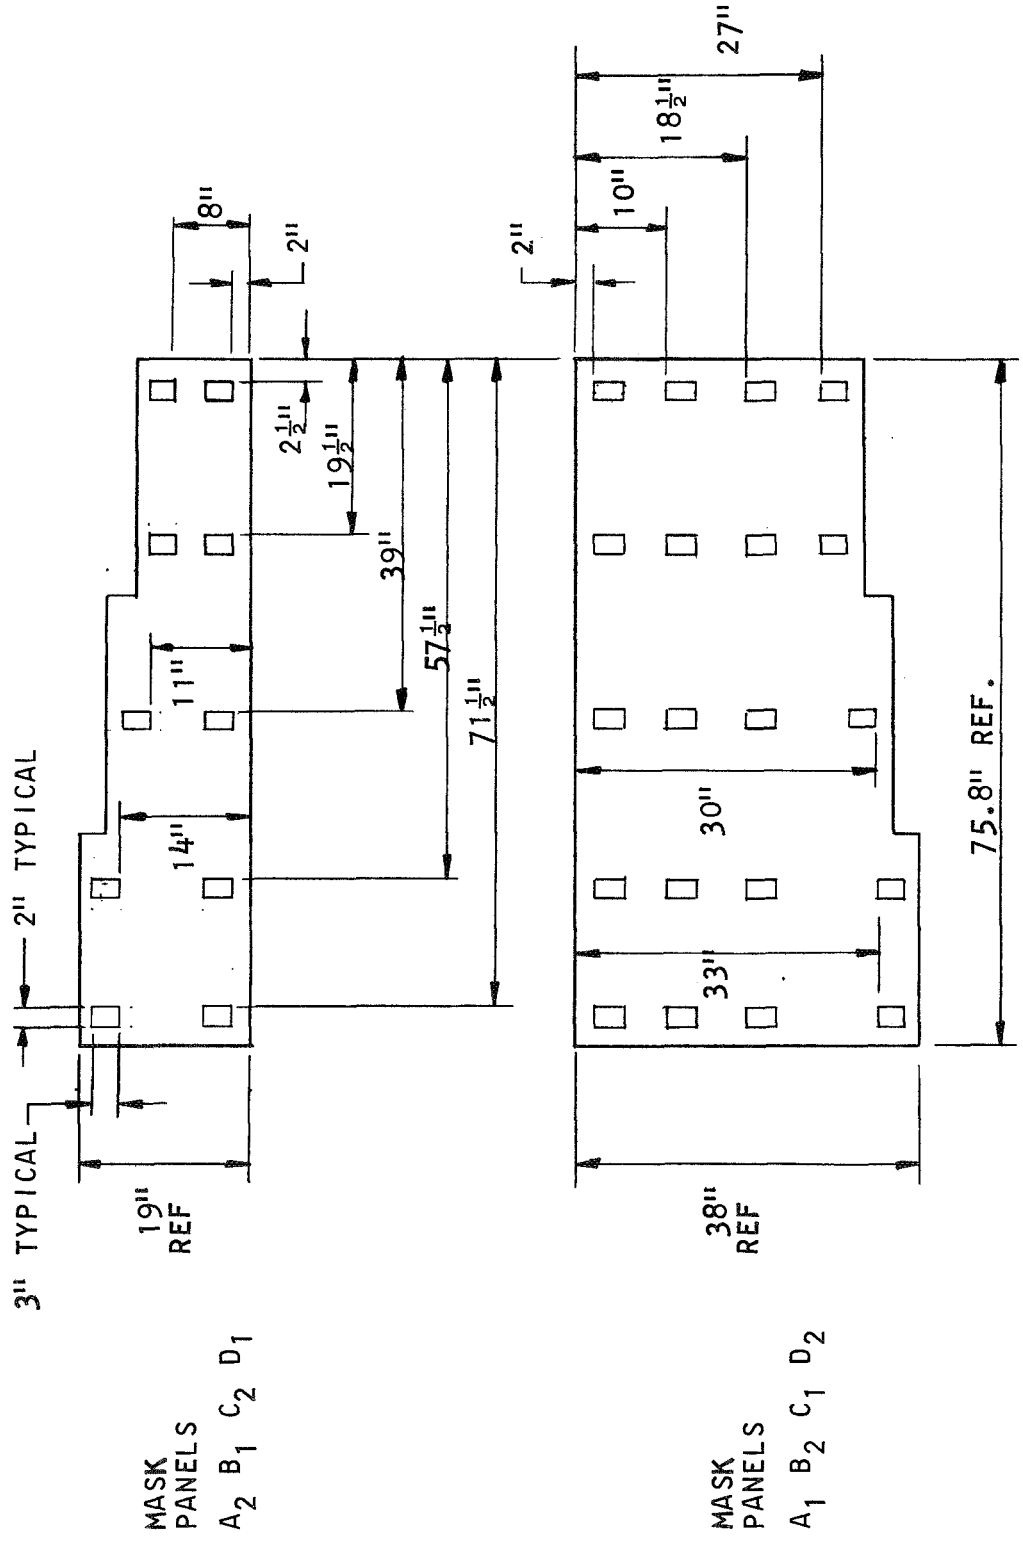 MASK
PANELS
A₂ B₁ C₂ D₁
3" TYPICAL
2" TYPICAL
19"
REF
14"
11"
8"
2"
2½"
19½"
39"
57½"
71½"
MASK
PANELS
A₁ B₂ C₁ D₂
38"
REF
33"
30"
2"
10"
18½"
27"
75.8" REF.